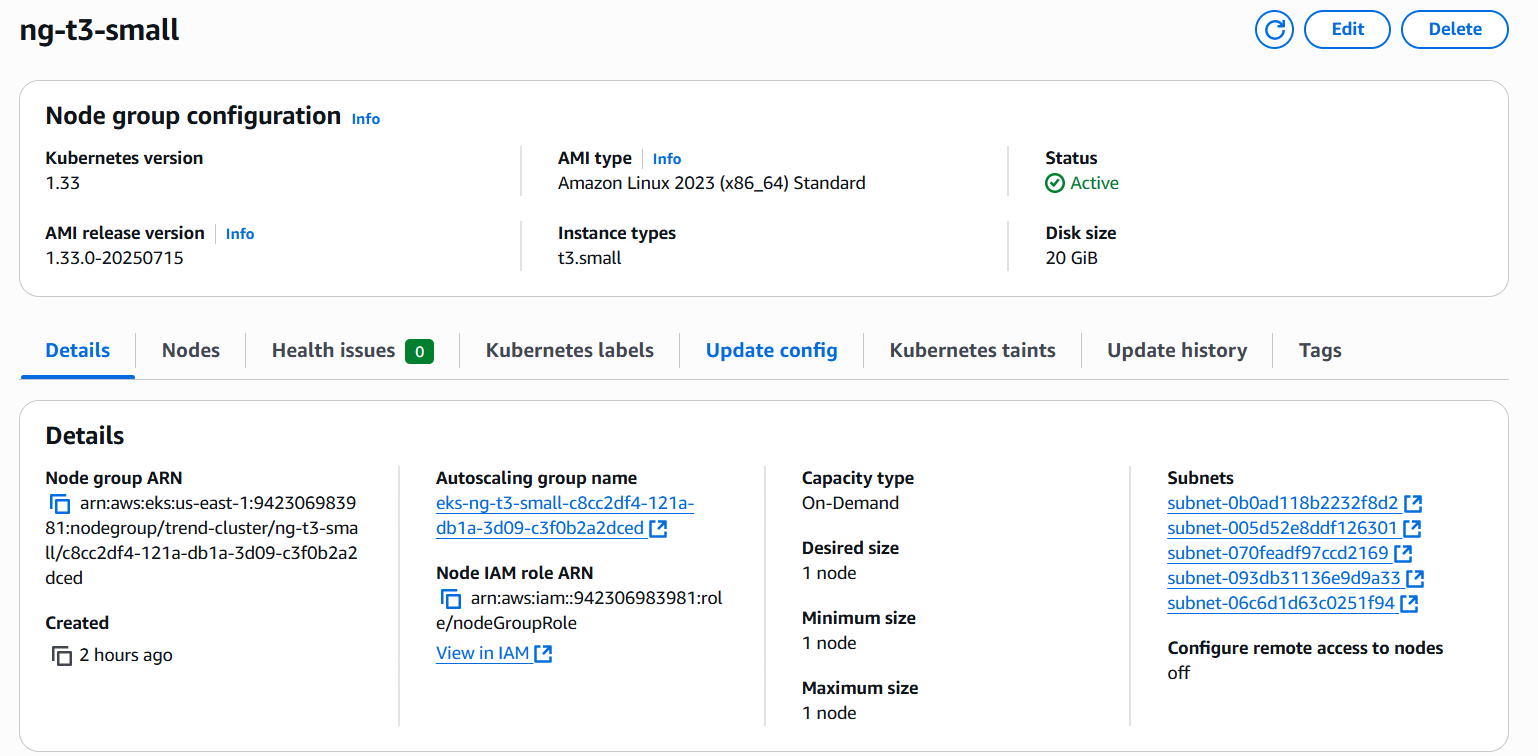 ng-t3-small
Edit
Delete
Node group configuration Info
Kubernetes version
1.33
AMI type Info
Amazon Linux 2023 (x86_64) Standard
Status
Active
AMI release version Info
1.33.0-20250715
Instance types
t3.small
Disk size
20 GiB
Details
Nodes
Health issues 0
Kubernetes labels
Update config
Kubernetes taints
Update history
Tags
Details
Node group ARN
arn:aws:eks:us-east-1:9423069839
81:nodegroup/trend-cluster/ng-t3-sma
ll/c8cc2df4-121a-db1a-3d09-c3f0b2a2
dced
Created
2 hours ago
Autoscaling group name
eks-ng-t3-small-c8cc2df4-121a-
db1a-3d09-c3f0b2a2dced
Node IAM role ARN
arn:aws:iam::942306983981:rol
e/nodeGroupRole
View in IAM
Capacity type
On-Demand
Desired size
1 node
Minimum size
1 node
Maximum size
1 node
Subnets
subnet-0b0ad118b2232f8d2
subnet-005d52e8ddf126301
subnet-070feadf97ccd2169
subnet-093db31136e9d9a33
subnet-06c6d1d63c0251f94
Configure remote access to nodes
off